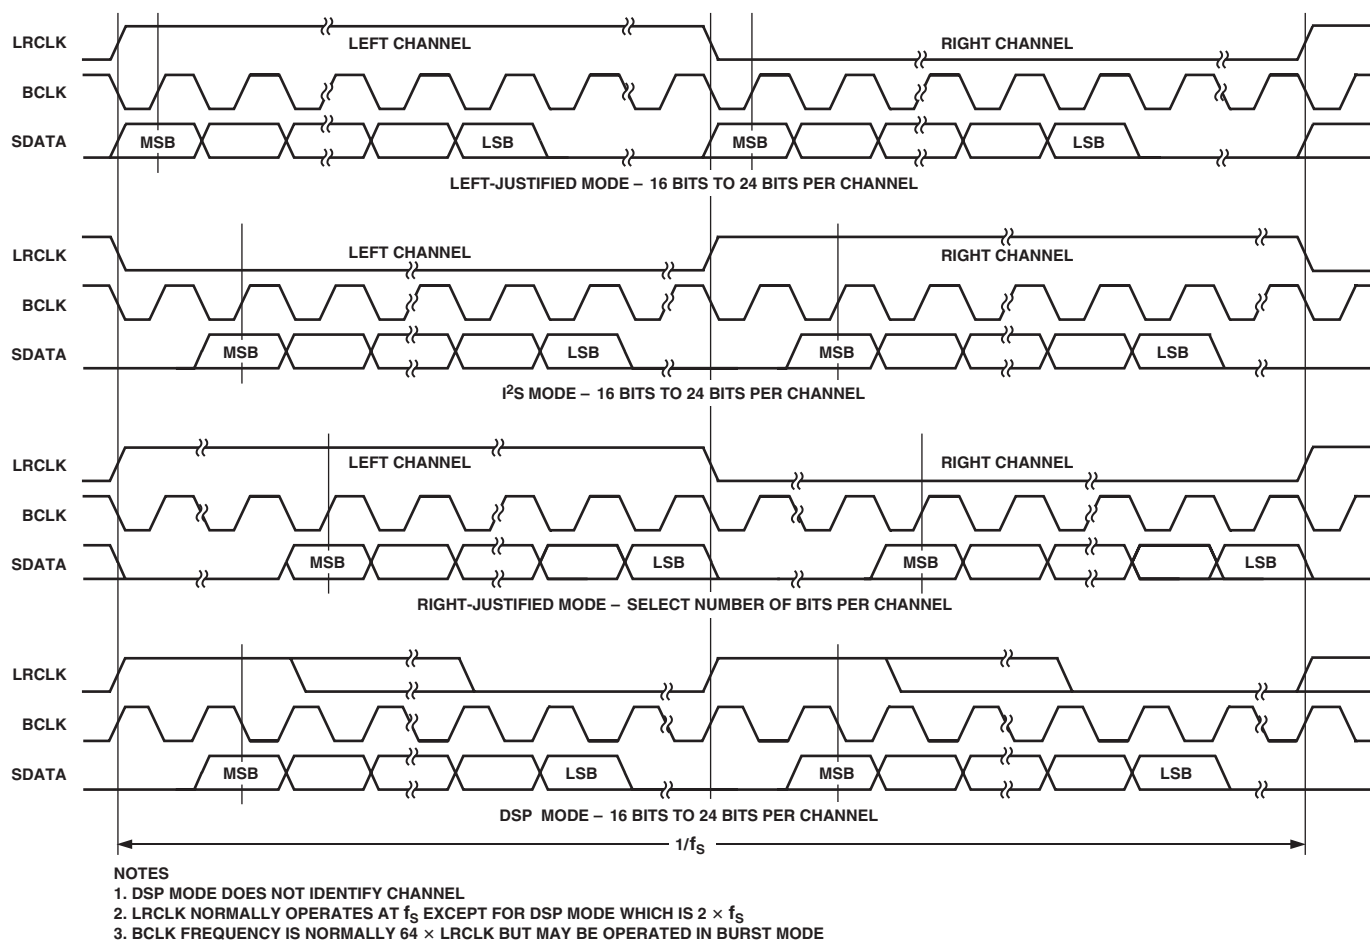 LRCLK LEFT CHANNEL RIGHT CHANNEL
BCLK
SDATA MSB LSB MSB LSB
LEFT-JUSTIFIED MODE – 16 BITS TO 24 BITS PER CHANNEL
LRCLK LEFT CHANNEL RIGHT CHANNEL
BCLK
SDATA MSB LSB MSB LSB
I²S MODE – 16 BITS TO 24 BITS PER CHANNEL
LRCLK LEFT CHANNEL RIGHT CHANNEL
BCLK
SDATA MSB LSB MSB LSB
RIGHT-JUSTIFIED MODE – SELECT NUMBER OF BITS PER CHANNEL
LRCLK
BCLK
SDATA MSB LSB MSB LSB
DSP MODE – 16 BITS TO 24 BITS PER CHANNEL
1/fS
NOTES
1. DSP MODE DOES NOT IDENTIFY CHANNEL
2. LRCLK NORMALLY OPERATES AT fS EXCEPT FOR DSP MODE WHICH IS 2 × fS
3. BCLK FREQUENCY IS NORMALLY 64 × LRCLK BUT MAY BE OPERATED IN BURST MODE